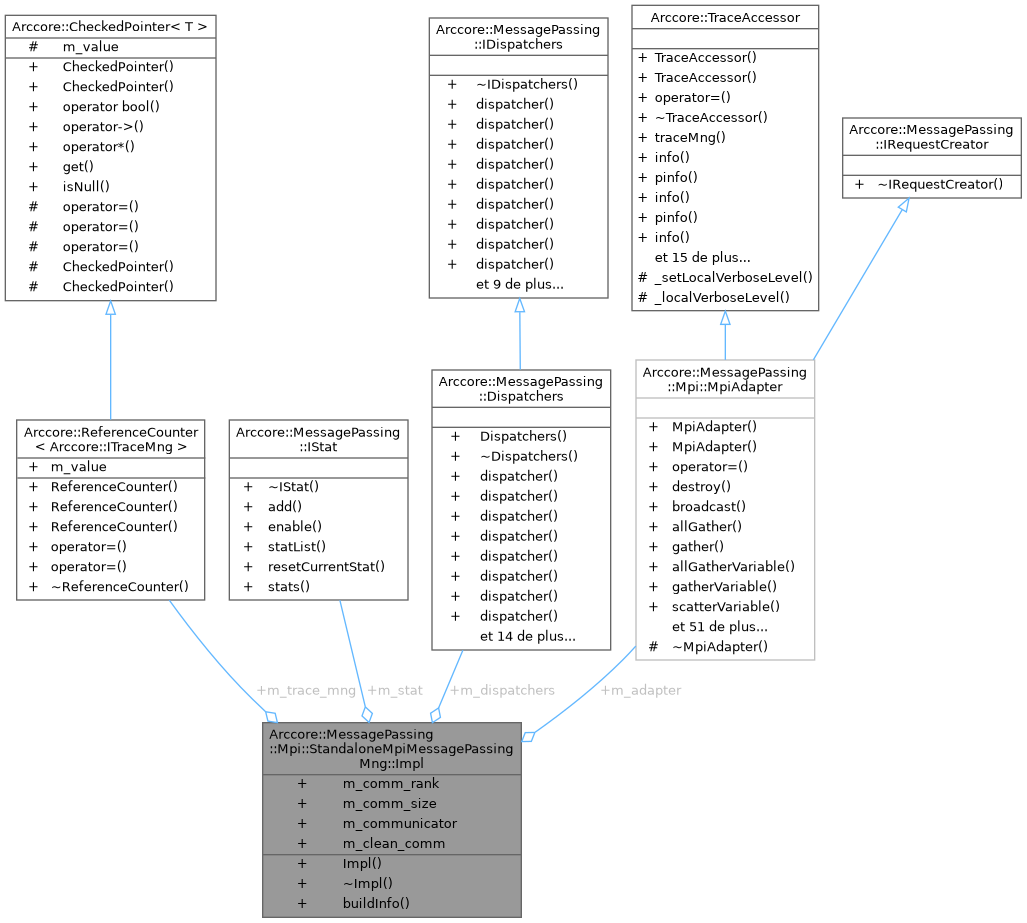 Arccore::CheckedPointer< T >
# m_value
+ CheckedPointer()
+ CheckedPointer()
+ operator bool()
+ operator->()
+ operator*()
+ get()
+ isNull()
# operator=()
# operator=()
# operator=()
# CheckedPointer()
# CheckedPointer()
Arccore::MessagePassing
::IDispatchers
+ ~IDispatchers()
+ dispatcher()
+ dispatcher()
+ dispatcher()
+ dispatcher()
+ dispatcher()
+ dispatcher()
+ dispatcher()
+ dispatcher()
+ dispatcher()
et 9 de plus...
Arccore::TraceAccessor
+ TraceAccessor()
+ TraceAccessor()
+ operator=()
+ ~TraceAccessor()
+ traceMng()
+ info()
+ pinfo()
+ info()
+ pinfo()
+ info()
et 15 de plus...
# _setLocalVerboseLevel()
# _localVerboseLevel()
Arccore::MessagePassing
::IRequestCreator
+ ~IRequestCreator()
Arccore::ReferenceCounter
< Arccore::ITraceMng >
+ m_value
+ ReferenceCounter()
+ ReferenceCounter()
+ ReferenceCounter()
+ operator=()
+ operator=()
+ ~ReferenceCounter()
Arccore::MessagePassing
::IStat
+ ~IStat()
+ add()
+ enable()
+ statList()
+ resetCurrentStat()
+ stats()
Arccore::MessagePassing
::Dispatchers
+ Dispatchers()
+ ~Dispatchers()
+ dispatcher()
+ dispatcher()
+ dispatcher()
+ dispatcher()
+ dispatcher()
+ dispatcher()
+ dispatcher()
+ dispatcher()
et 14 de plus...
Arccore::MessagePassing
::Mpi::MpiAdapter
+ MpiAdapter()
+ MpiAdapter()
+ operator=()
+ destroy()
+ broadcast()
+ allGather()
+ gather()
+ allGatherVariable()
+ gatherVariable()
+ scatterVariable()
et 51 de plus...
# ~MpiAdapter()
+m_trace_mng
+m_stat
+m_dispatchers
+m_adapter
Arccore::MessagePassing
::Mpi::StandaloneMpiMessagePassing
Mng::Impl
+ m_comm_rank
+ m_comm_size
+ m_communicator
+ m_clean_comm
+ Impl()
+ ~Impl()
+ buildInfo()